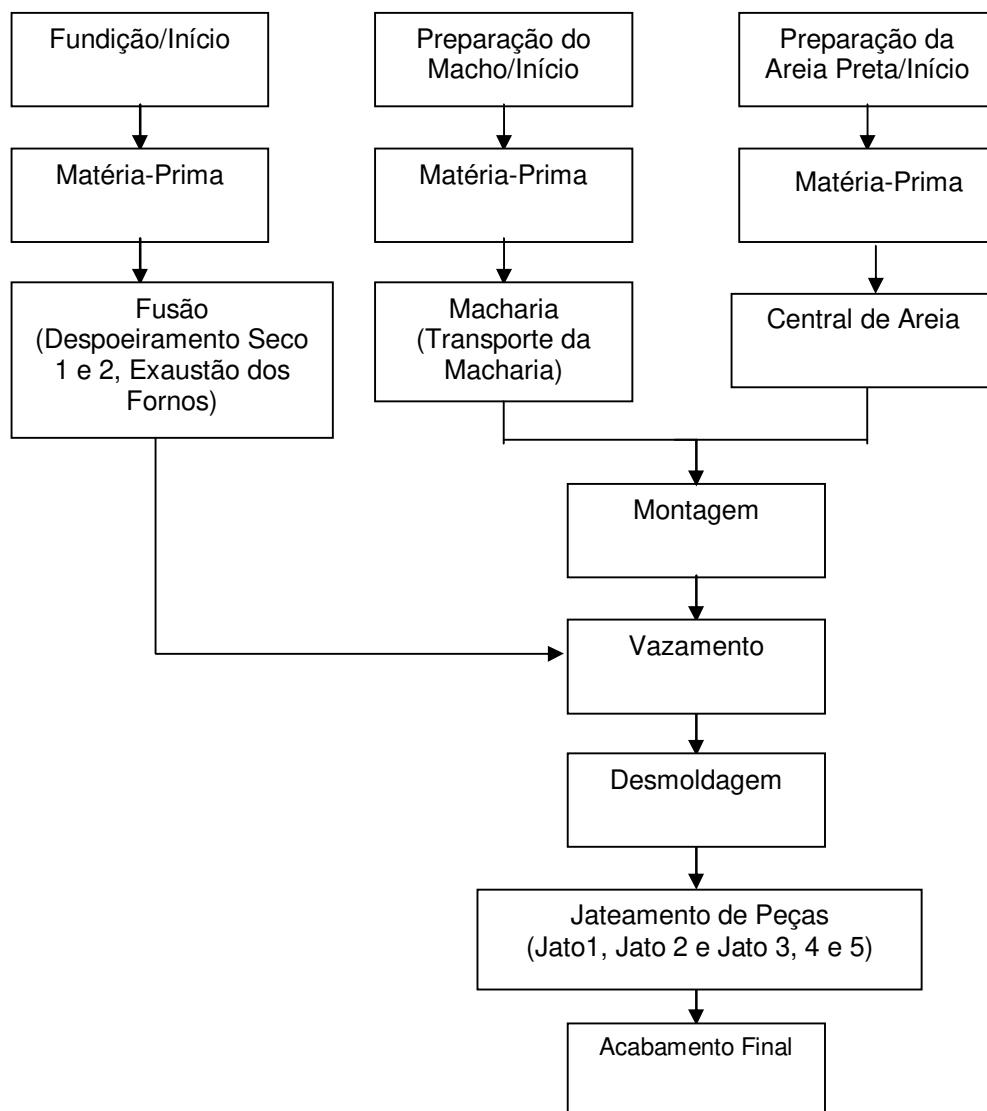 Fundição/Início
Preparação do
Macho/Início
Preparação da
Areia Preta/Início
Matéria-Prima
Matéria-Prima
Matéria-Prima
Fusão
(Despoeiramento Seco
1 e 2, Exaustão dos
Fornos)
Macharia
(Transporte da
Macharia)
Central de Areia
Montagem
Vazamento
Desmoldagem
Jateamento de Peças
(Jato1, Jato 2 e Jato 3, 4 e 5)
Acabamento Final